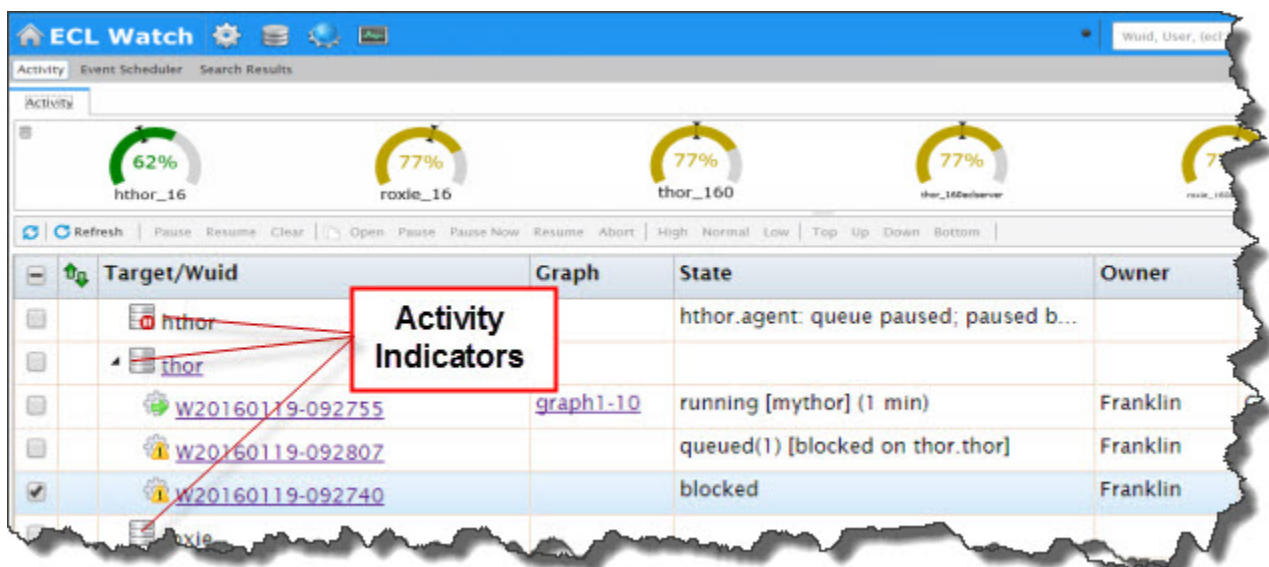 ECL Watch
Wuid, User, (ecl
Activity Event Scheduler Search Results
Activity
62% 77% 77% 77%
hthor_16 roxie_16 thor_160 thor_160eclserver
Refresh Pause Resume Clear Open Pause Pause Now Resume Abort High Normal Low Top Up Down Bottom
Target/Wuid Graph State Owner
hthor hthor.agent: queue paused; paused b...
Activity
Indicators
thor
W20160119-092755 graph1-10 running [mythor] (1 min) Franklin
W20160119-092807 queued(1) [blocked on thor.thor] Franklin
W20160119-092740 blocked Franklin